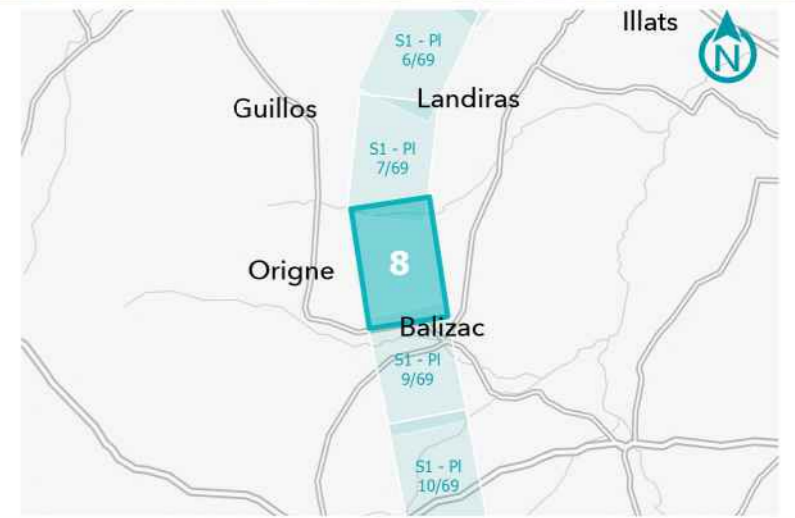 Illats
N
S1 - Pl
6/69
Guillos
Landiras
S1 - Pl
7/69
8
Origne
Balizac
S1 - Pl
9/69
S1 - Pl
10/69